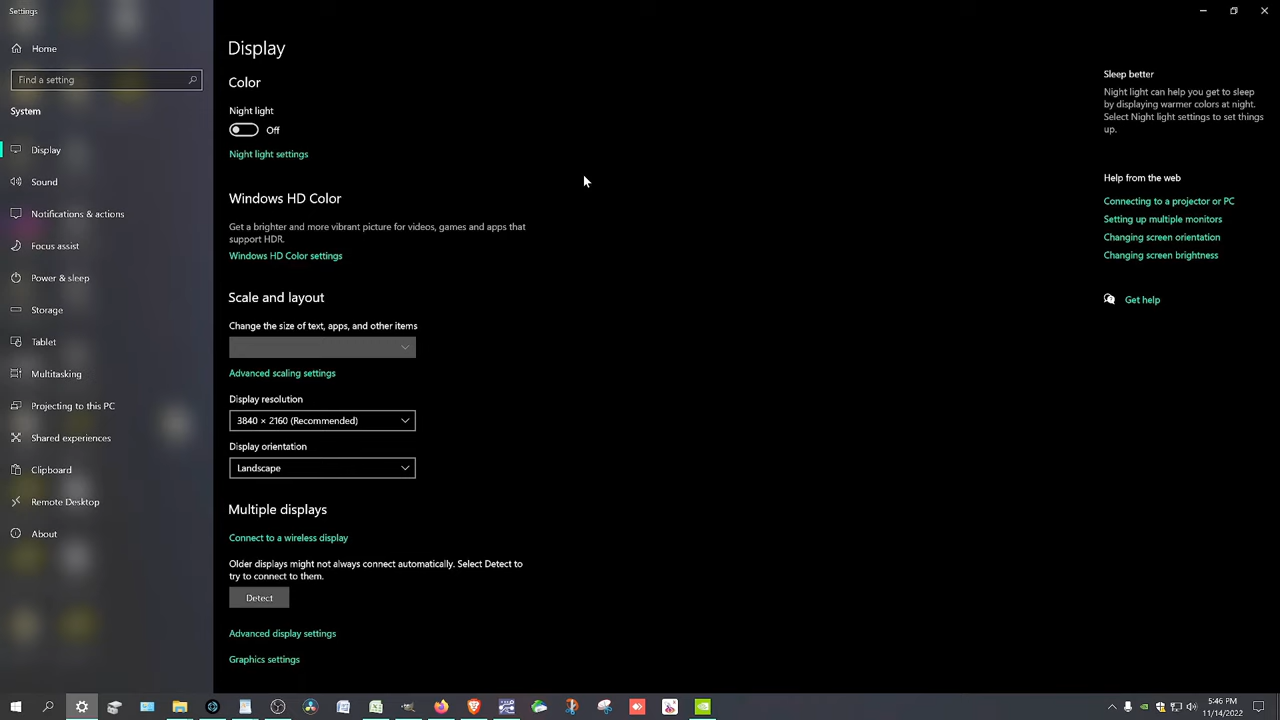 Settings
Home
Find a setting
System
Display
Sound
Notifications & actions
Focus assist
Power & sleep
Storage
Tablet
Multitasking
Projecting to this PC
Shared experiences
Clipboard
Remote Desktop
About
Display
Color
Night light
Off
Night light settings
Windows HD Color
Get a brighter and more vibrant picture for videos, games and apps that
support HDR.
Windows HD Color settings
Scale and layout
Change the size of text, apps, and other items
Advanced scaling settings
Display resolution
3840 × 2160 (Recommended)
Display orientation
Landscape
Multiple displays
Connect to a wireless display
Older displays might not always connect automatically. Select Detect to
try to connect to them.
Detect
Advanced display settings
Graphics settings
Sleep better
Night light can help you get to sleep
by displaying warmer colors at night.
Select Night light settings to set things
up.
Help from the web
Connecting to a projector or PC
Setting up multiple monitors
Changing screen orientation
Changing screen brightness
Get help
5:46 PM
11/14/2022